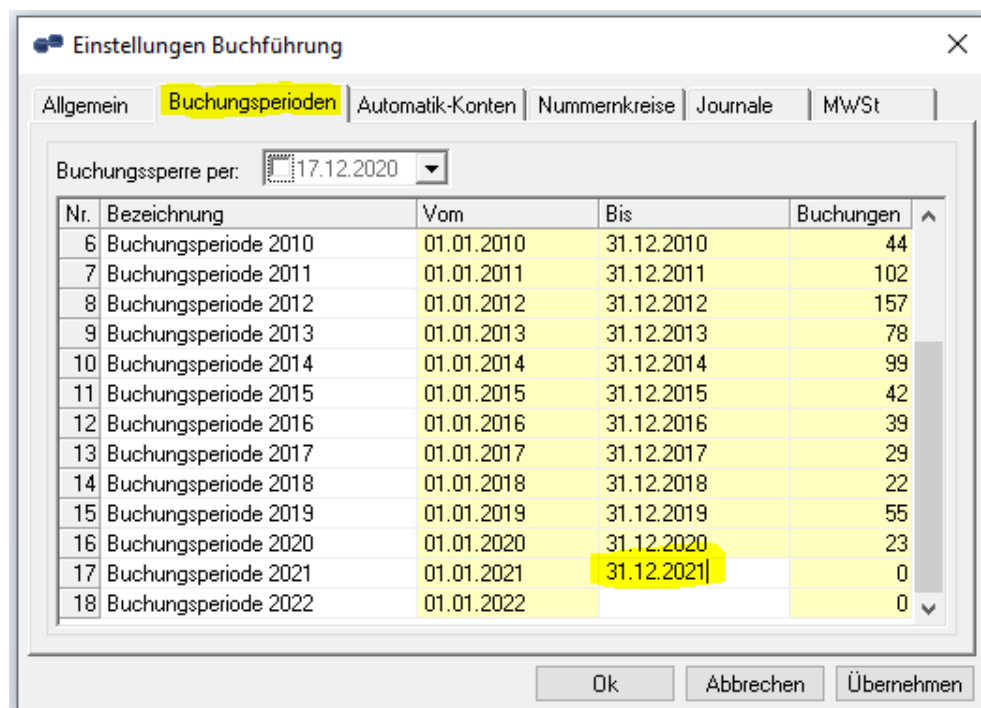 Einstellungen Buchführung
Allgemein Buchungsperioden Automatik-Konten Nummernkreise Journale MWSt
Buchungssperre per: 17.12.2020
Nr. Bezeichnung Vom Bis Buchungen
6 Buchungsperiode 2010 01.01.2010 31.12.2010 44
7 Buchungsperiode 2011 01.01.2011 31.12.2011 102
8 Buchungsperiode 2012 01.01.2012 31.12.2012 157
9 Buchungsperiode 2013 01.01.2013 31.12.2013 78
10 Buchungsperiode 2014 01.01.2014 31.12.2014 99
11 Buchungsperiode 2015 01.01.2015 31.12.2015 42
12 Buchungsperiode 2016 01.01.2016 31.12.2016 39
13 Buchungsperiode 2017 01.01.2017 31.12.2017 29
14 Buchungsperiode 2018 01.01.2018 31.12.2018 22
15 Buchungsperiode 2019 01.01.2019 31.12.2019 55
16 Buchungsperiode 2020 01.01.2020 31.12.2020 23
17 Buchungsperiode 2021 01.01.2021 31.12.2021 0
18 Buchungsperiode 2022 01.01.2022 0
Ok Abbrechen Übernehmen